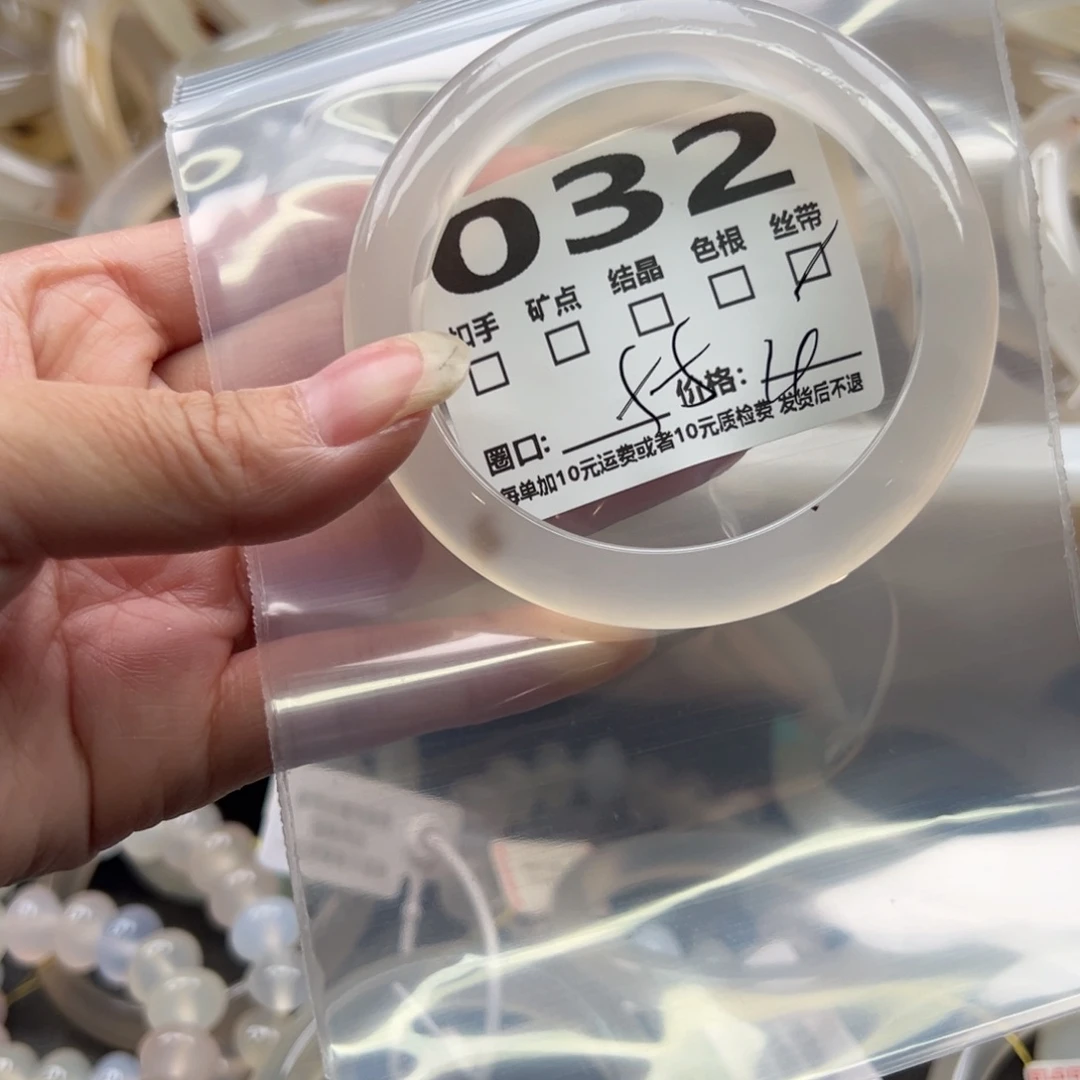 032
扣手 矿点 结晶 色根 丝带
圈口: 价格:
每单加10元运费或者10元质检费 发货后不退